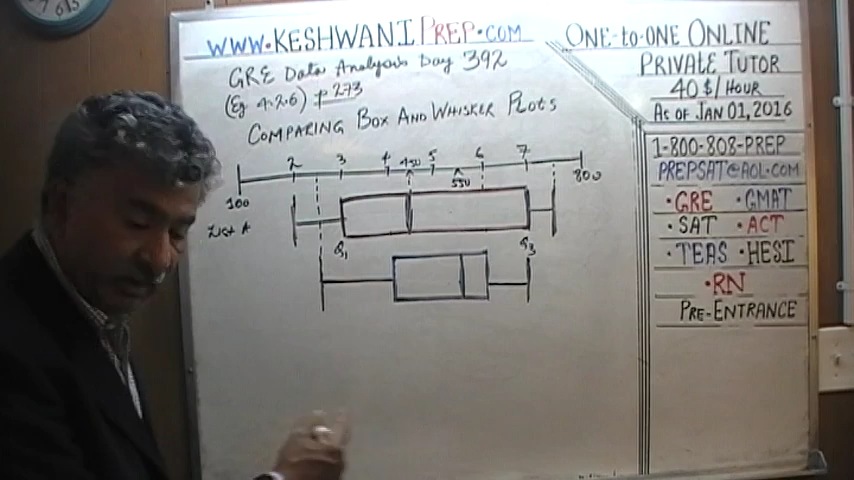 WWW.KESHWANIPREP.COM
GRE Data Analysis Day 392
(Eg 4.2.6) p 273
COMPARING BOX AND WHISKER PLOTS
2 3 4 450 5 6 7
550
100 800
List A
Q1 Q3
ONE-to-ONE ONLINE
PRIVATE TUTOR
40 $/HOUR
AS OF JAN 01, 2016
1-800-808-PREP
PREPSAT@AOL.COM
•GRE •GMAT
•SAT •ACT
•TEAS •HESI
•RN
PRE-ENTRANCE